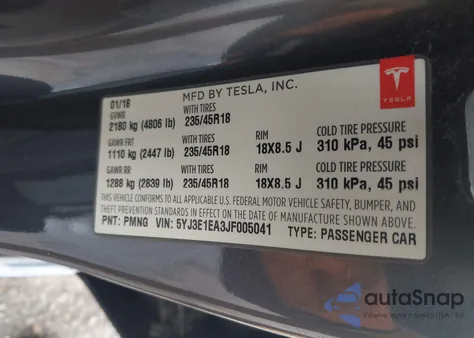 MFD BY TESLA, INC.
TESLA
01/18
GVWR WITH TIRES
2180 kg (4806 lb) 235/45R18
GAWR FRT WITH TIRES RIM COLD TIRE PRESSURE
1110 kg (2447 lb) 235/45R18 18X8.5 J 310 kPa, 45 psi
GAWR RR WITH TIRES RIM COLD TIRE PRESSURE
1288 kg (2839 lb) 235/45R18 18X8.5 J 310 kPa, 45 psi
THIS VEHICLE CONFORMS TO ALL APPLICABLE U.S. FEDERAL MOTOR VEHICLE SAFETY, BUMPER, AND
THEFT PREVENTION STANDARDS IN EFFECT ON THE DATE OF MANUFACTURE SHOWN ABOVE.
PNT: PMNG VIN: 5YJ3E1EA3JF005041 TYPE: PASSENGER CAR
autoSnap